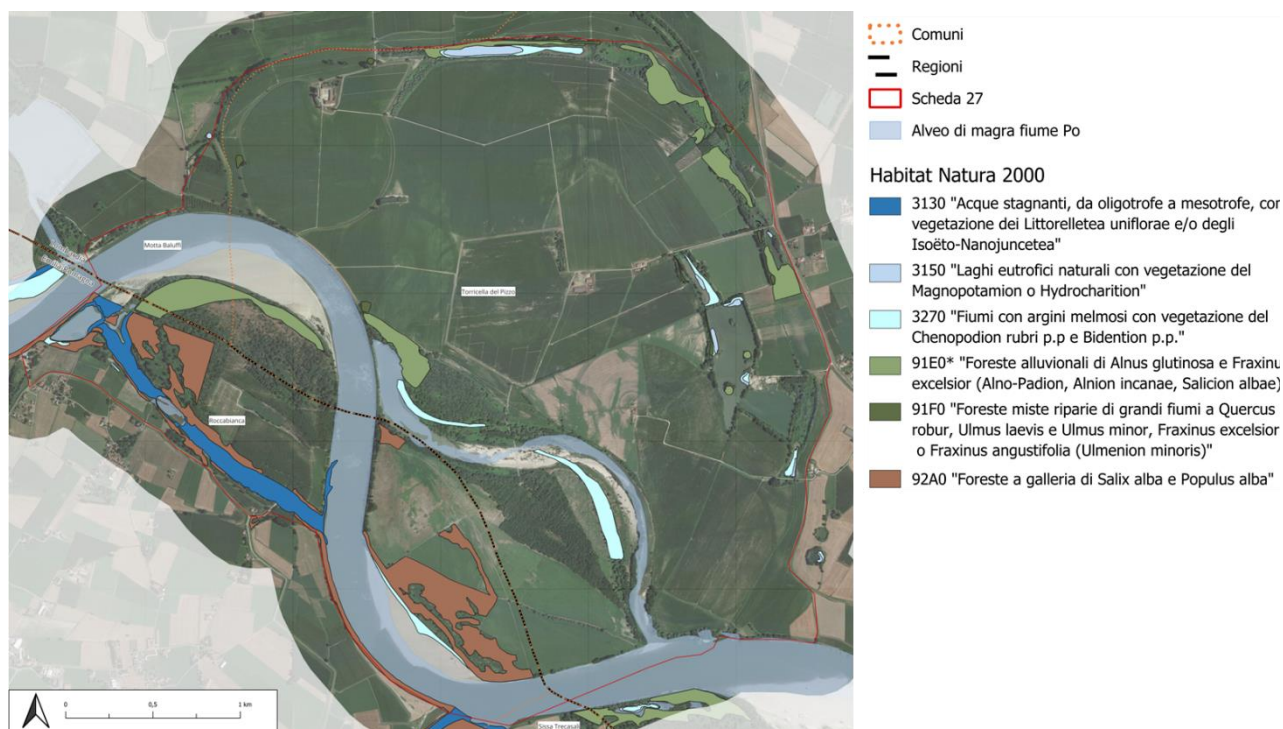 Motta Baluffi
Torricella del Pizzo
Roccabianca
Sissa Trecasali
0
0,5
1 km
Comuni
Regioni
Scheda 27
Alveo di magra fiume Po
Habitat Natura 2000
3130 "Acque stagnanti, da oligotrofe a mesotrofe, con
vegetazione dei Littorelletea uniflorae e/o degli
Isoëto-Nanojuncetea"
3150 "Laghi eutrofici naturali con vegetazione del
Magnopotamion o Hydrocharition"
3270 "Fiumi con argini melmosi con vegetazione del
Chenopodion rubri p.p e Bidention p.p."
91E0* "Foreste alluvionali di Alnus glutinosa e Fraxinu
excelsior (Alno-Padion, Alnion incanae, Salicion albae)
91F0 "Foreste miste riparie di grandi fiumi a Quercus
robur, Ulmus laevis e Ulmus minor, Fraxinus excelsior
o Fraxinus angustifolia (Ulmenion minoris)"
92A0 "Foreste a galleria di Salix alba e Populus alba"